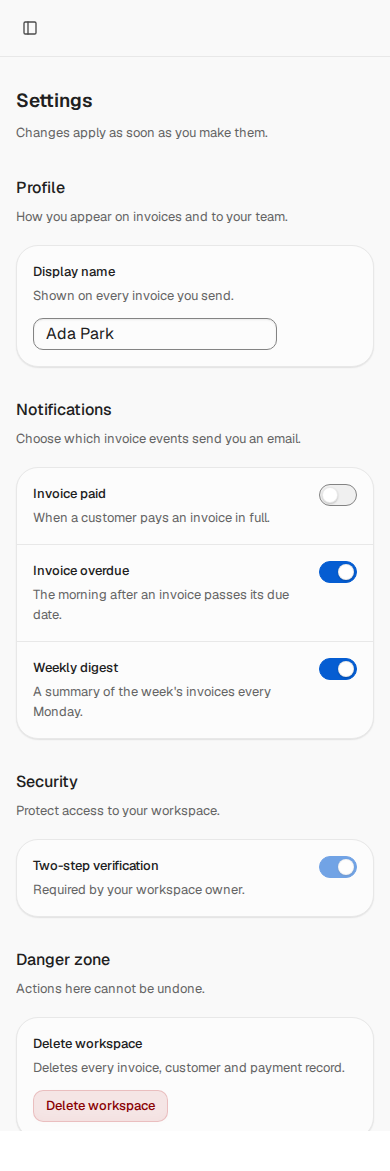 Settings
Changes apply as soon as you make them.
Profile
How you appear on invoices and to your team.
Display name
Shown on every invoice you send.
Ada Park
Notifications
Choose which invoice events send you an email.
Invoice paid
When a customer pays an invoice in full.
Invoice overdue
The morning after an invoice passes its due
date.
Weekly digest
A summary of the week's invoices every
Monday.
Security
Protect access to your workspace.
Two-step verification
Required by your workspace owner.
Danger zone
Actions here cannot be undone.
Delete workspace
Deletes every invoice, customer and payment record.
Delete workspace